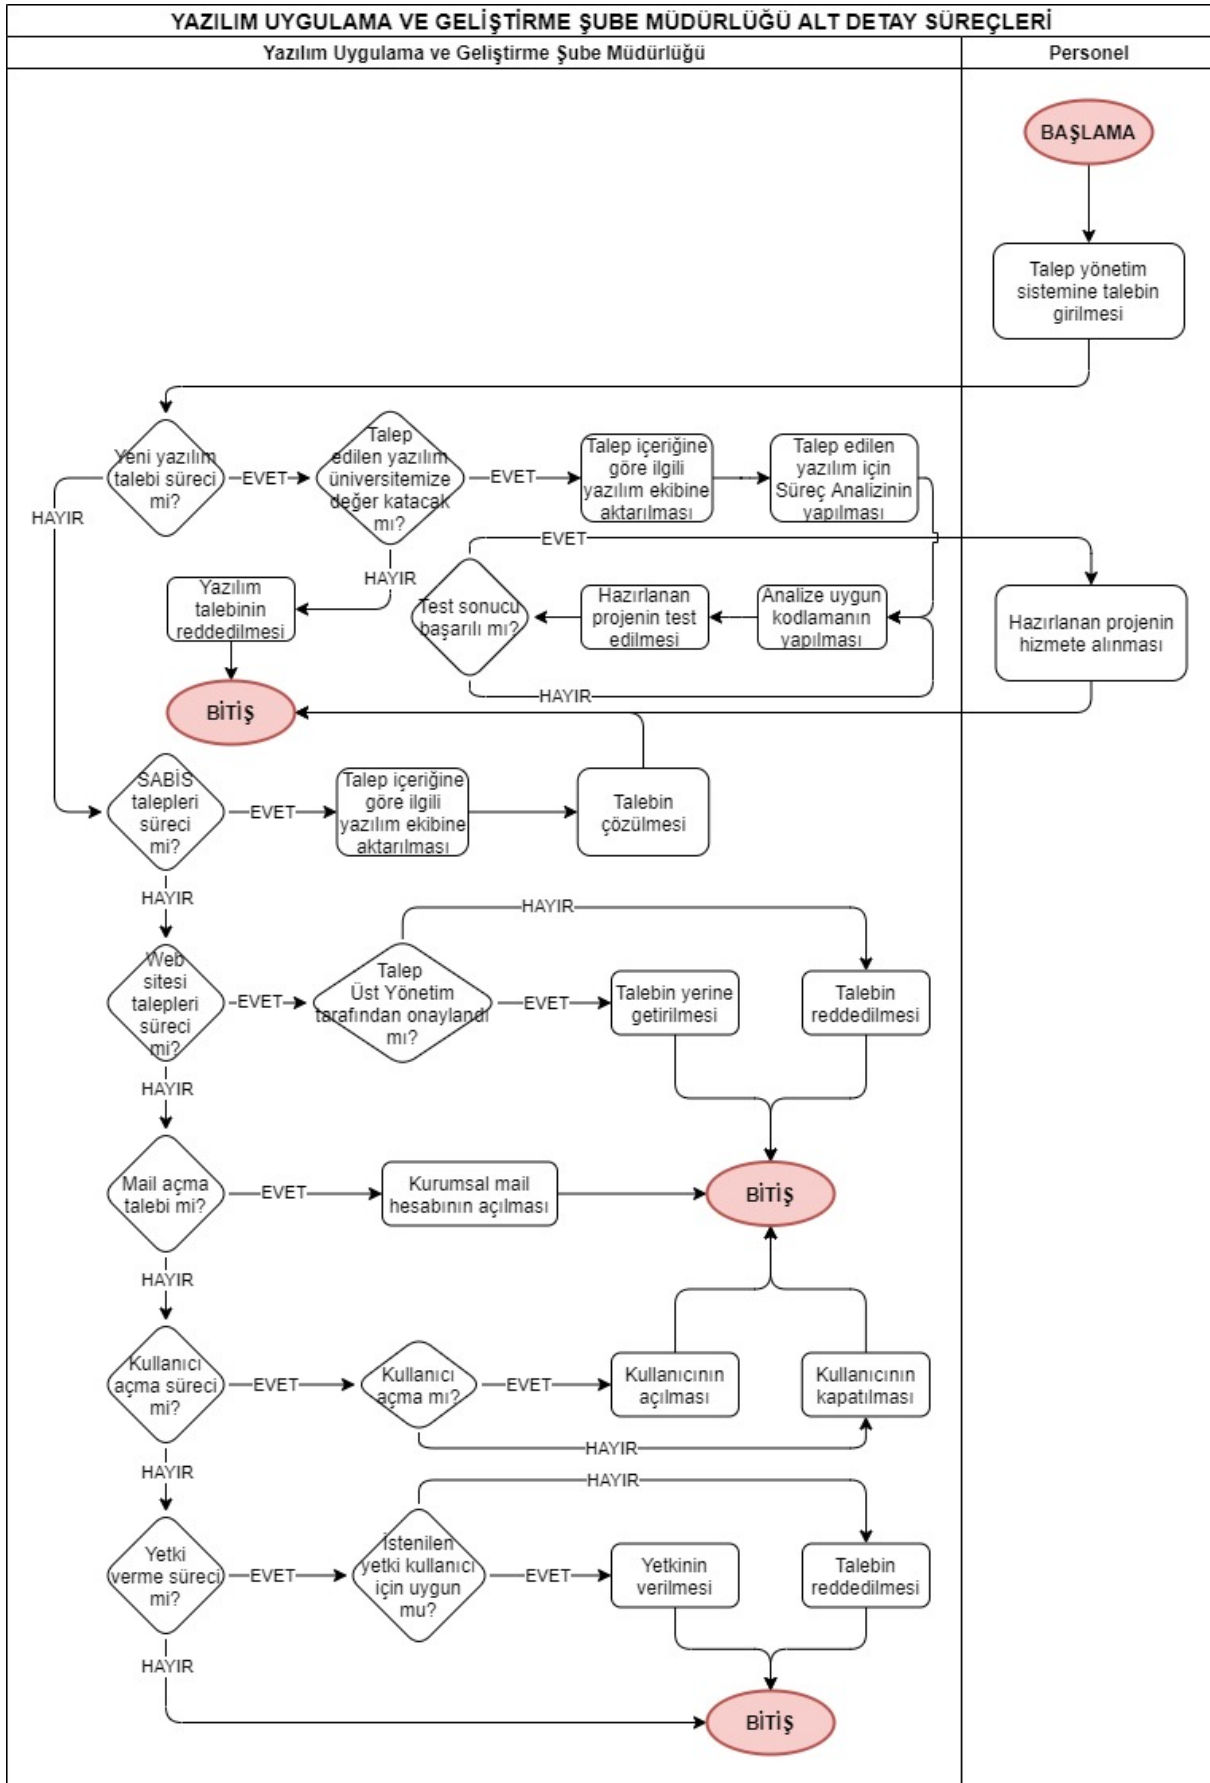 YAZILIM UYGULAMA VE GELİŞTİRME ŞUBE MÜDÜRLÜĞÜ ALT DETAY SÜREÇLERİ
Yazılım Uygulama ve Geliştirme Şube Müdürlüğü
Personel
BAŞLAMA
Talep yönetim
sistemine talebin
girilmesi
Yeni yazılım
talebi süreci
mi?
EVET
Talep
edilen yazılım
üniversitemize
değer katacak
mı?
EVET
Talep içeriğine
göre ilgili
yazılım ekibine
aktarılması
Talep edilen
yazılım için
Süreç Analizinin
yapılması
HAYIR
EVET
HAYIR
Yazılım
talebinin
reddedilmesi
Test sonucu
başarılı mı?
Hazırlanan
projenin test
edilmesi
Analize uygun
kodlamanın
yapılması
Hazırlanan projenin
hizmete alınması
HAYIR
BİTİŞ
SABİS
talepleri
süreci
mi?
EVET
Talep içeriğine
göre ilgili
yazılım ekibine
aktarılması
Talebin
çözülmesi
HAYIR
HAYIR
Web
sitesi
talepleri
süreci
mi?
EVET
Talep
Üst Yönetim
tarafından onaylandı
mı?
EVET
Talebin yerine
getirilmesi
Talebin
reddedilmesi
HAYIR
Mail açma
talebi mi?
EVET
Kurumsal mail
hesabının açılması
BİTİŞ
HAYIR
Kullanıcı
açma süreci
mi?
EVET
Kullanıcı
açma mı?
EVET
Kullanıcının
açılması
Kullanıcının
kapatılması
HAYIR
HAYIR
HAYIR
Yetki
verme süreci
mi?
EVET
İstenilen
yetki kullanıcı
için uygun
mu?
EVET
Yetkinin
verilmesi
Talebin
reddedilmesi
HAYIR
BİTİŞ